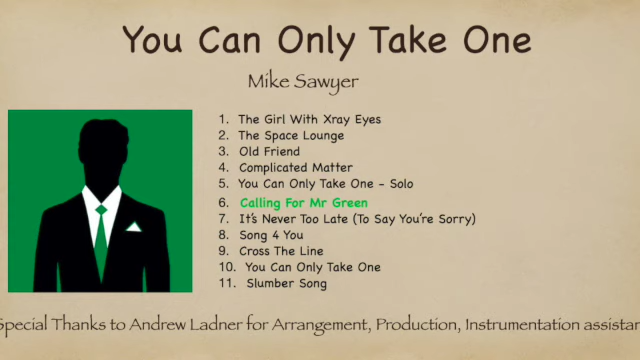 You Can Only Take One
Mike Sawyer
1. The Girl With Xray Eyes
2. The Space Lounge
3. Old Friend
4. Complicated Matter
5. You Can Only Take One - Solo
6. Calling For Mr Green
7. It's Never Too Late (To Say You're Sorry)
8. Song 4 You
9. Cross The Line
10. You Can Only Take One
11. Slumber Song
Special Thanks to Andrew Ladner for Arrangement, Production, Instrumentation